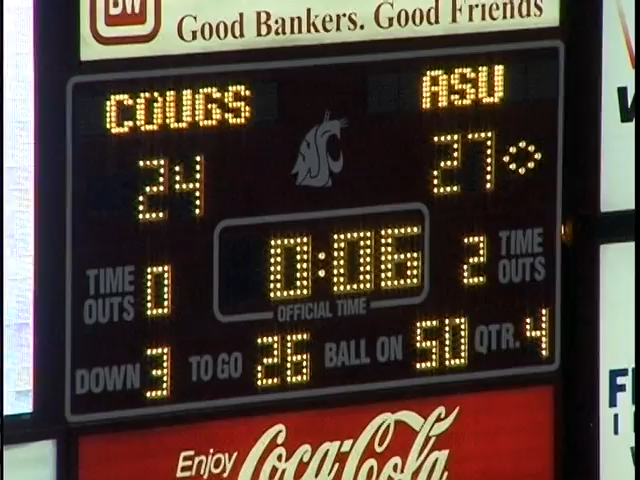 BW
Good Bankers. Good Friends
COUGS ASU
24 27
TIME OUTS 0 0:06 2 TIME OUTS
OFFICIAL TIME
DOWN 3 TO GO 26 BALL ON 50 QTR. 4
Enjoy
Coca-Cola